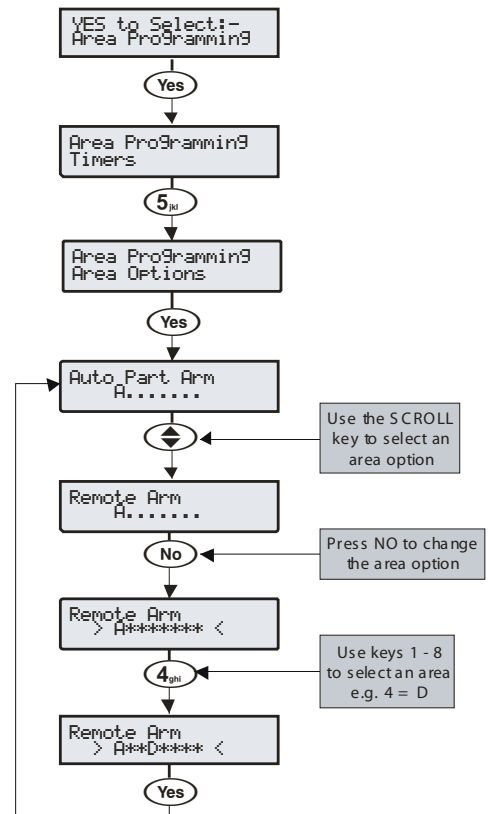 YES to Select:-
Area Programming
Yes
Area Programming
Timers
5jkl
Area Programming
Area Options
Yes
Auto Part Arm
A.......
Use the SCROLL
key to select an
area option
Remote Arm
A.......
No
Press NO to change
the area option
Remote Arm
> A******* <
4ghi
Use keys 1 - 8
to select an area
e.g. 4 = D
Remote Arm
> A**D**** <
Yes